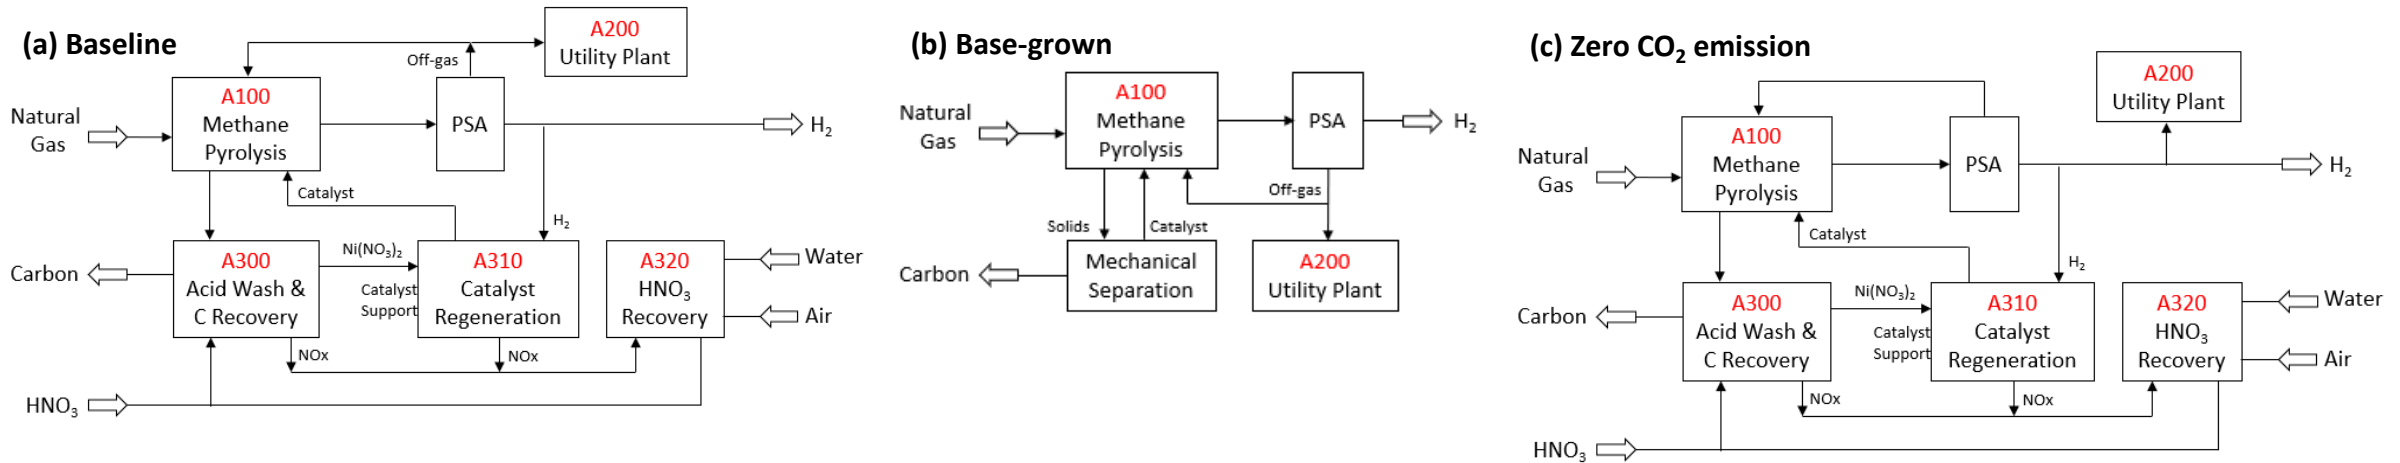 (a) Baseline
A200
Utility Plant
Off-gas
A100
Methane
Pyrolysis
PSA
Natural
Gas
H₂
Catalyst
H₂
A300
Acid Wash &
C Recovery
Ni(NO₃)₂
Catalyst
Support
A310
Catalyst
Regeneration
A320
HNO₃
Recovery
Water
Air
Carbon
NOx
NOx
HNO₃
(b) Base-grown
A100
Methane
Pyrolysis
PSA
Natural
Gas
H₂
Off-gas
Solids
Catalyst
Carbon
Mechanical
Separation
A200
Utility Plant
(c) Zero CO₂ emission
A200
Utility Plant
A100
Methane
Pyrolysis
PSA
Natural
Gas
H₂
Catalyst
H₂
A300
Acid Wash &
C Recovery
Ni(NO₃)₂
Catalyst
Support
A310
Catalyst
Regeneration
A320
HNO₃
Recovery
Water
Air
Carbon
NOx
NOx
HNO₃